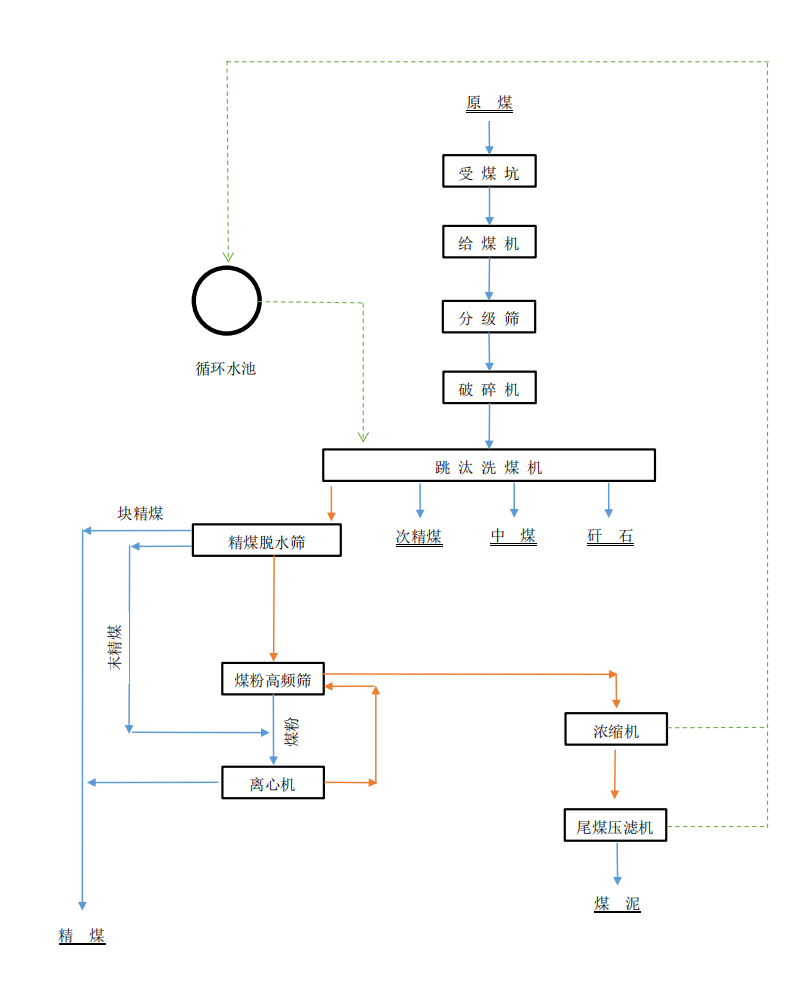 原 煤
受 煤 坑
给 煤 机
分 级 筛
循环水池
破 碎 机
跳 汰 洗 煤 机
块精煤
精煤脱水筛
次精煤
中 煤
矸 石
末精煤
煤粉高频筛
煤粉
浓缩机
离心机
尾煤压滤机
煤 泥
精 煤